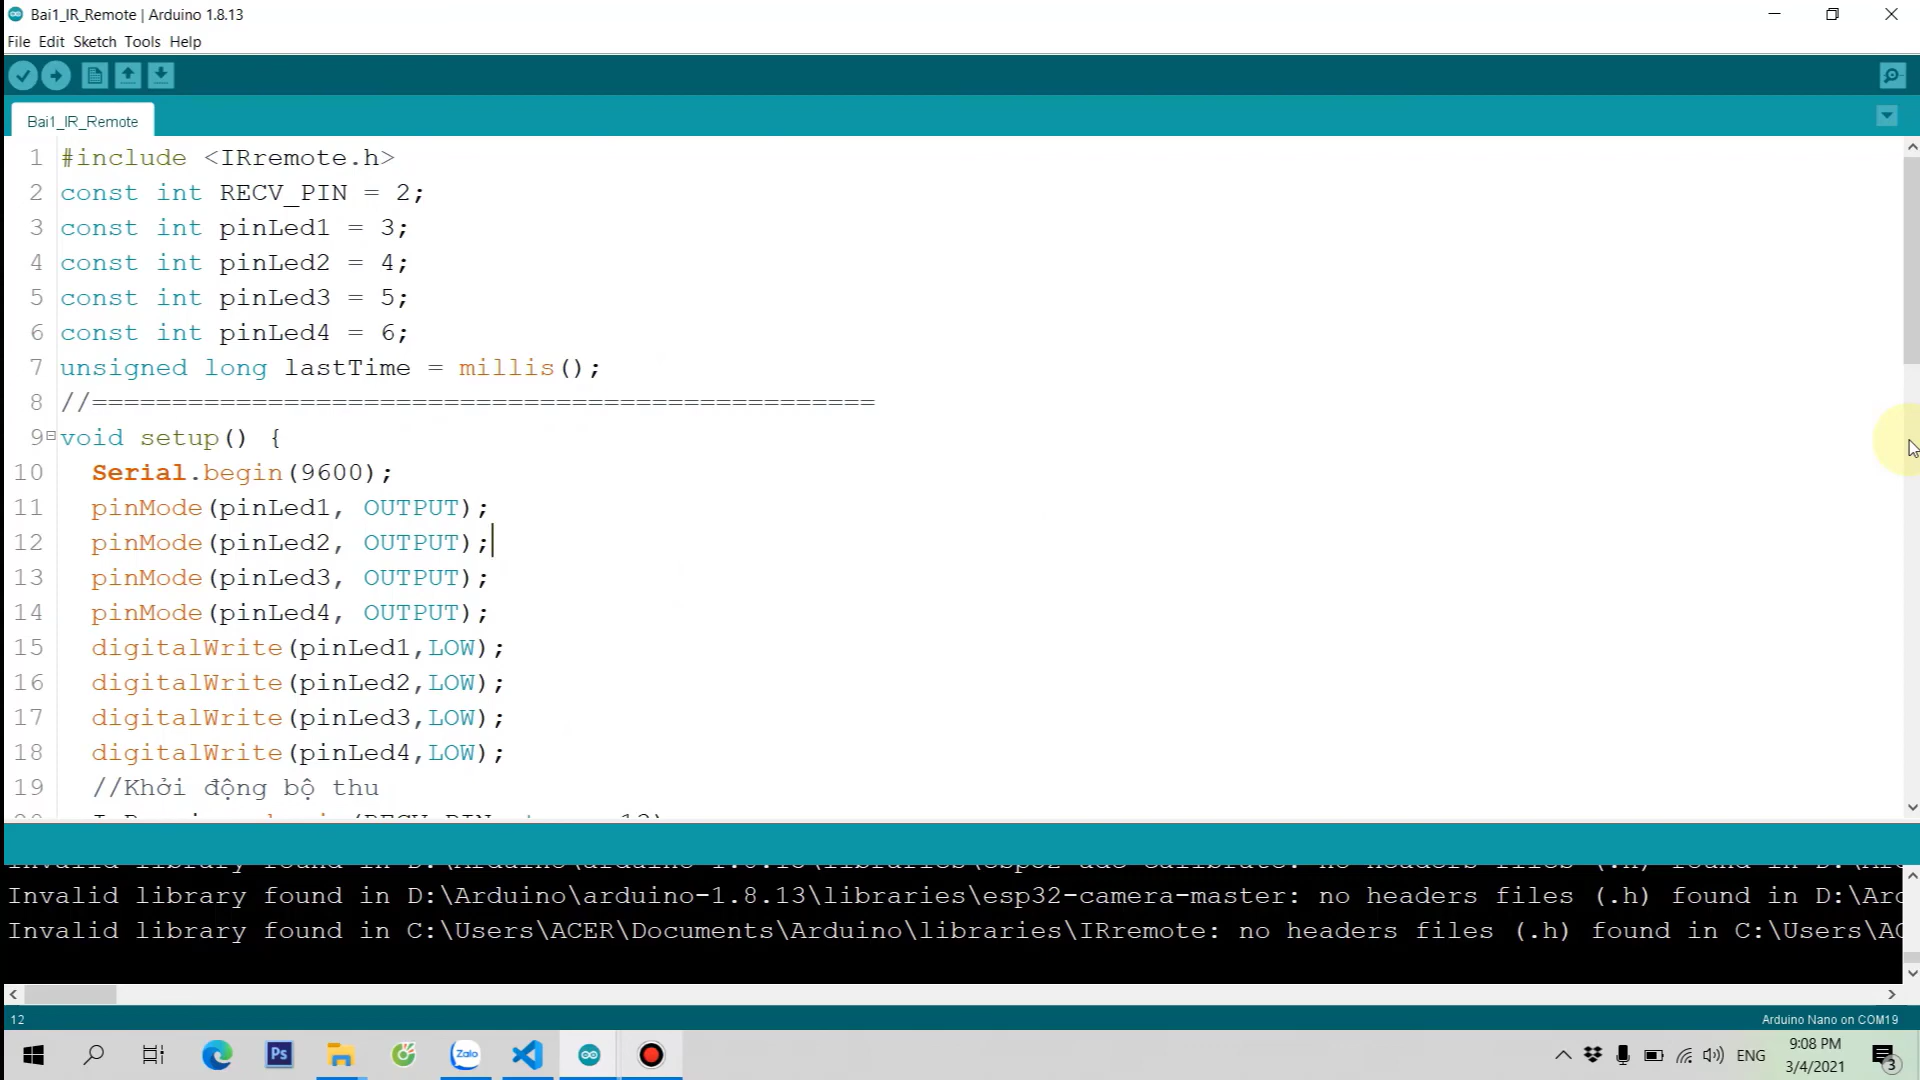 Bai1_IR_Remote | Arduino 1.8.13
File Edit Sketch Tools Help
Bai1_IR_Remote
1 #include <IRremote.h>
2 const int RECV_PIN = 2;
3 const int pinLed1 = 3;
4 const int pinLed2 = 4;
5 const int pinLed3 = 5;
6 const int pinLed4 = 6;
7 unsigned long lastTime = millis();
8 //=================================================
9 void setup() {
10 Serial.begin(9600);
11 pinMode(pinLed1, OUTPUT);
12 pinMode(pinLed2, OUTPUT);
13 pinMode(pinLed3, OUTPUT);
14 pinMode(pinLed4, OUTPUT);
15 digitalWrite(pinLed1,LOW);
16 digitalWrite(pinLed2,LOW);
17 digitalWrite(pinLed3,LOW);
18 digitalWrite(pinLed4,LOW);
19 //Khởi động bộ thu
Invalid library found in D:\Arduino\arduino-1.8.13\libraries\esp32-camera-master: no headers files (.h) found in D:\Ard
Invalid library found in C:\Users\ACER\Documents\Arduino\libraries\IRremote: no headers files (.h) found in C:\Users\AC
12
Arduino Nano on COM19
Ps
Zalo
ENG
9:08 PM
3/4/2021
3